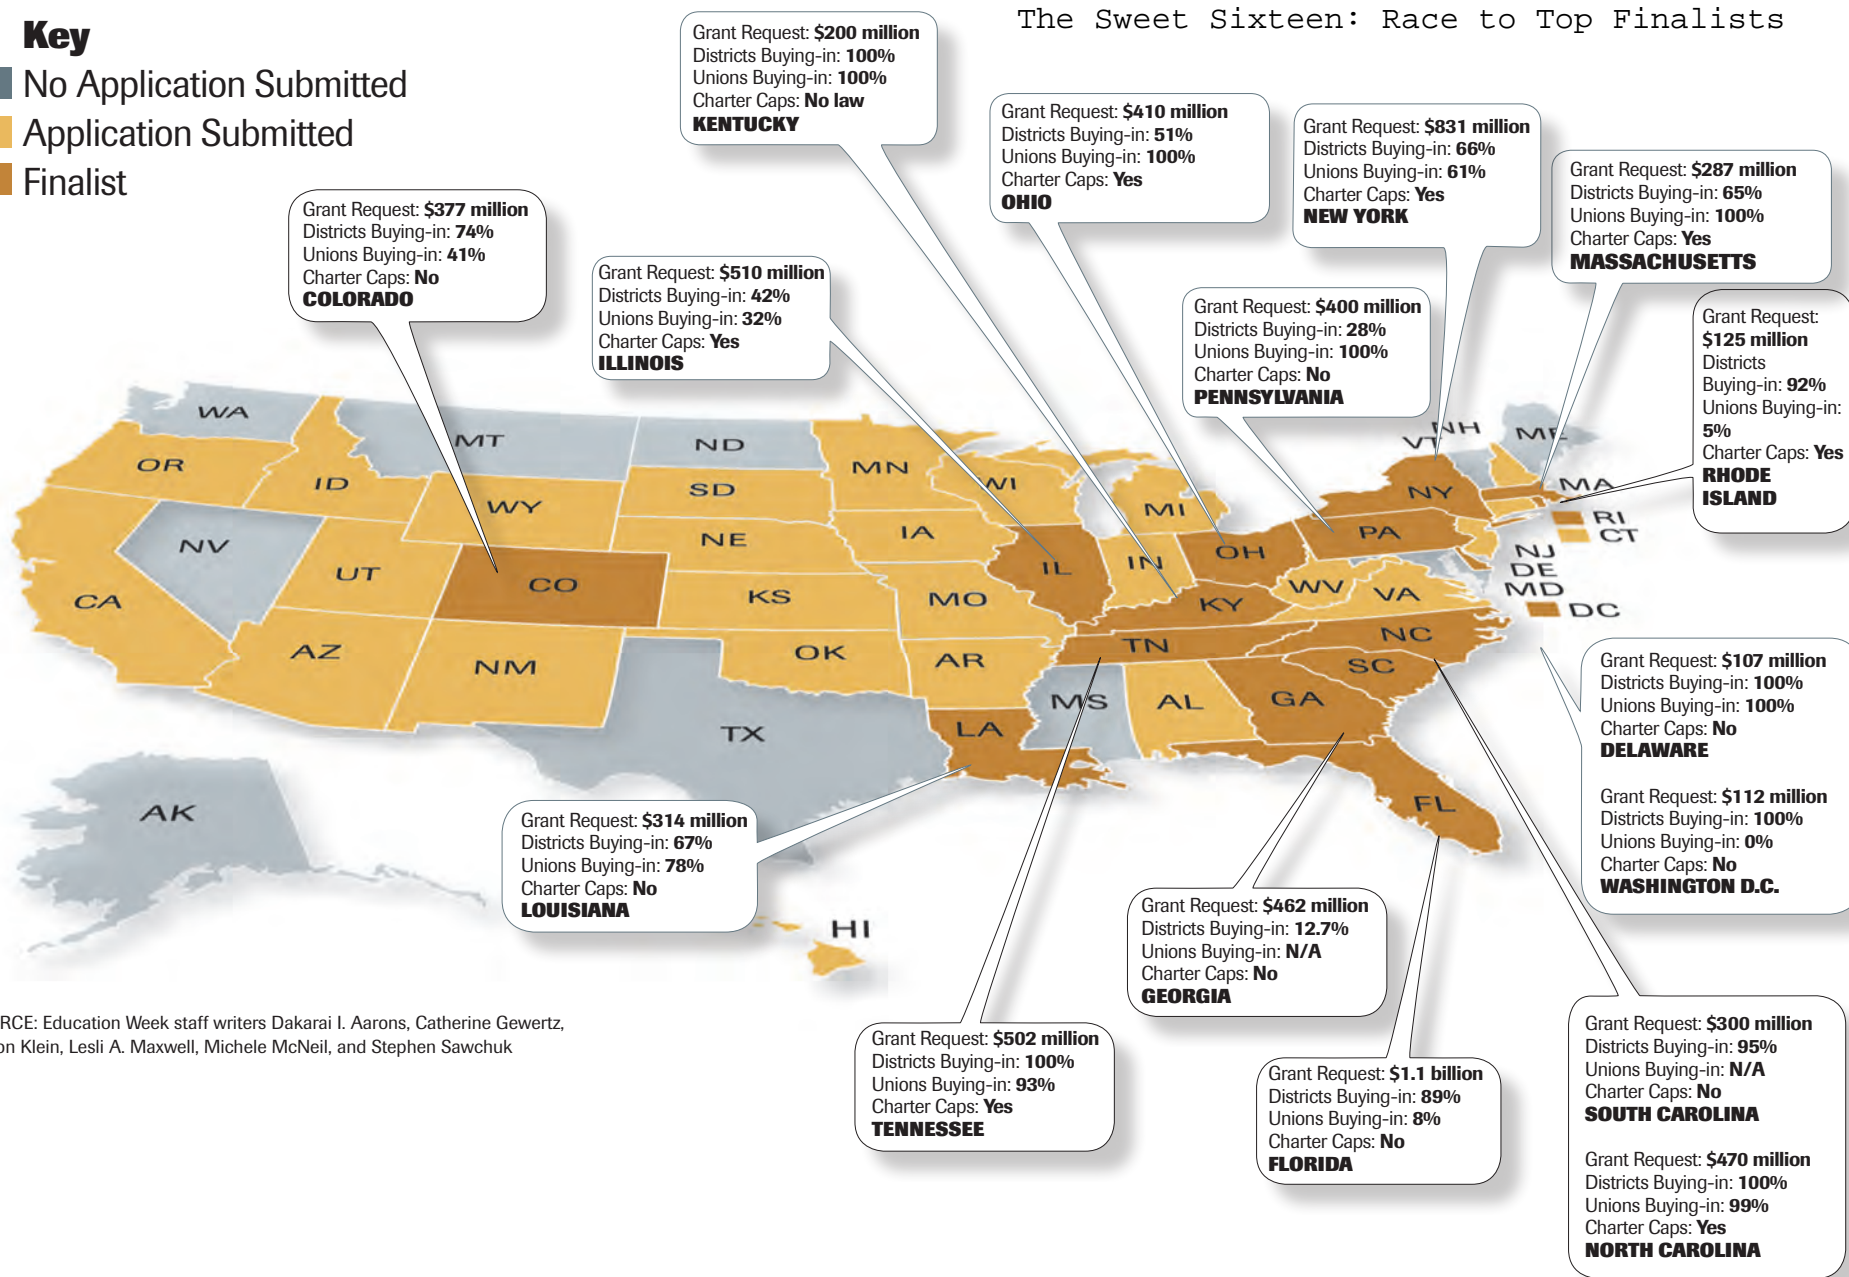 The Sweet Sixteen: Race to Top Finalists
Key
No Application Submitted
Application Submitted
Finalist
Grant Request: $200 million
Districts Buying-in: 100%
Unions Buying-in: 100%
Charter Caps: No law
KENTUCKY
Grant Request: $410 million
Districts Buying-in: 51%
Unions Buying-in: 100%
Charter Caps: Yes
OHIO
Grant Request: $831 million
Districts Buying-in: 66%
Unions Buying-in: 61%
Charter Caps: Yes
NEW YORK
Grant Request: $287 million
Districts Buying-in: 65%
Unions Buying-in: 100%
Charter Caps: Yes
MASSACHUSETTS
Grant Request: $377 million
Districts Buying-in: 74%
Unions Buying-in: 41%
Charter Caps: No
COLORADO
Grant Request: $510 million
Districts Buying-in: 42%
Unions Buying-in: 32%
Charter Caps: Yes
ILLINOIS
Grant Request: $400 million
Districts Buying-in: 28%
Unions Buying-in: 100%
Charter Caps: No
PENNSYLVANIA
Grant Request:
$125 million
Districts
Buying-in: 92%
Unions Buying-in:
5%
Charter Caps: Yes
RHODE
ISLAND
WA
MT
ND
MN
OR
ID
WY
SD
WI
MI
NY
VT
NH
ME
MA
RI
CT
NJ
DE
MD
DC
NV
UT
CO
NE
IA
IL
IN
OH
PA
CA
KS
MO
KY
WV
VA
AZ
NM
OK
AR
TN
NC
SC
TX
LA
MS
AL
GA
FL
AK
HI
Grant Request: $107 million
Districts Buying-in: 100%
Unions Buying-in: 100%
Charter Caps: No
DELAWARE
Grant Request: $112 million
Districts Buying-in: 100%
Unions Buying-in: 0%
Charter Caps: No
WASHINGTON D.C.
Grant Request: $314 million
Districts Buying-in: 67%
Unions Buying-in: 78%
Charter Caps: No
LOUISIANA
Grant Request: $462 million
Districts Buying-in: 12.7%
Unions Buying-in: N/A
Charter Caps: No
GEORGIA
Grant Request: $502 million
Districts Buying-in: 100%
Unions Buying-in: 93%
Charter Caps: Yes
TENNESSEE
Grant Request: $1.1 billion
Districts Buying-in: 89%
Unions Buying-in: 8%
Charter Caps: No
FLORIDA
Grant Request: $300 million
Districts Buying-in: 95%
Unions Buying-in: N/A
Charter Caps: No
SOUTH CAROLINA
Grant Request: $470 million
Districts Buying-in: 100%
Unions Buying-in: 99%
Charter Caps: Yes
NORTH CAROLINA
RCE: Education Week staff writers Dakarai I. Aarons, Catherine Gewertz,
on Klein, Lesli A. Maxwell, Michele McNeil, and Stephen Sawchuk